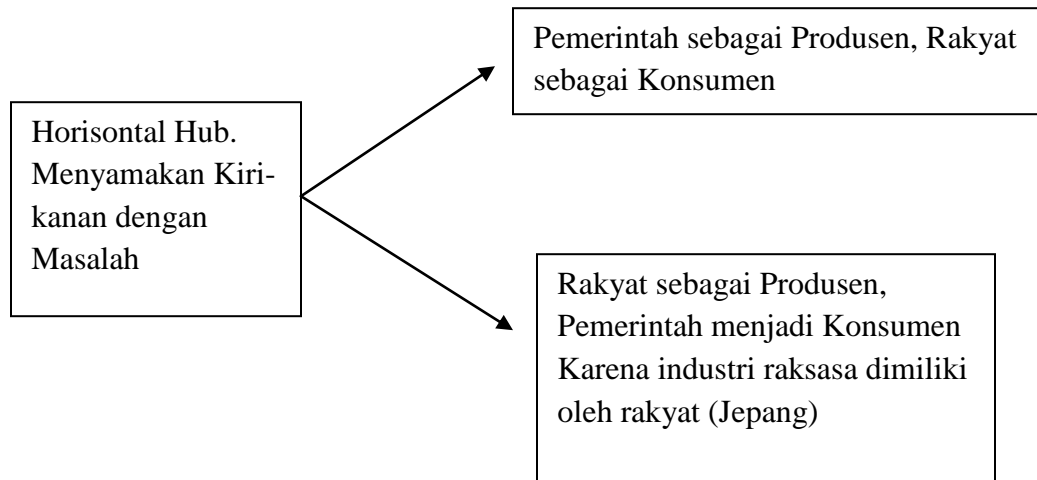 Pemerintah sebagai Produsen, Rakyat
sebagai Konsumen
Horisontal Hub.
Menyamakan Kiri-
kanan dengan
Masalah
Rakyat sebagai Produsen,
Pemerintah menjadi Konsumen
Karena industri raksasa dimiliki
oleh rakyat (Jepang)